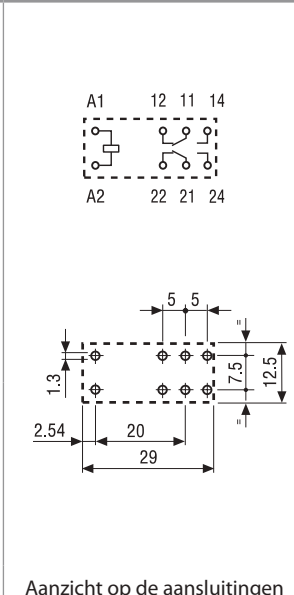 A1 12 11 14
A2 22 21 24
5 5
=
1.3
7.5
12.5
=
2.54 20
29
Aanzicht op de aansluitingen